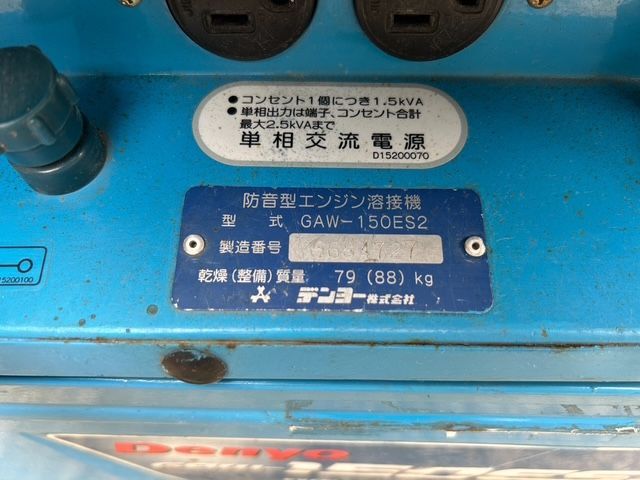 ●コンセント1個につき1.5kVA
●単相出力は端子、コンセント合計
最大2.5kVAまで
単相交流電源
D15200070
防音型エンジン溶接機
型式 GAW-150ES2
製造番号
乾燥(整備)質量 79 (88) kg
デンヨー株式会社
15200100
Denyo